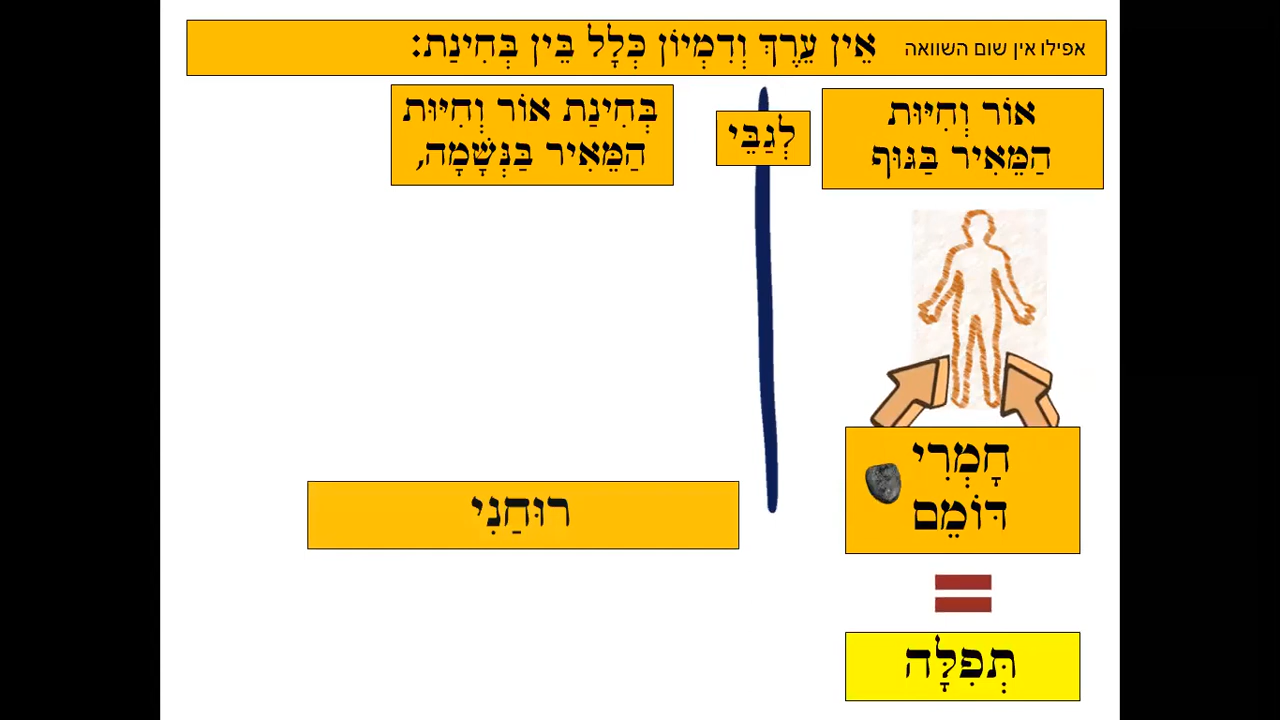 אפילו אין שום השוואה אֵין עֵרֶךְ וְדִמְיוֹן כְּלָל בֵּין בְּחִינַת:
אוֹר וְחִיּוּת
הַמֵּאִיר בַּגּוּף
לְגַבֵּי
בְּחִינַת אוֹר וְחִיּוּת
הַמֵּאִיר בַּנְּשָׁמָה,
חָמְרִי
דּוֹמֵם
רוּחַנִי
=
תְּפִלָּה